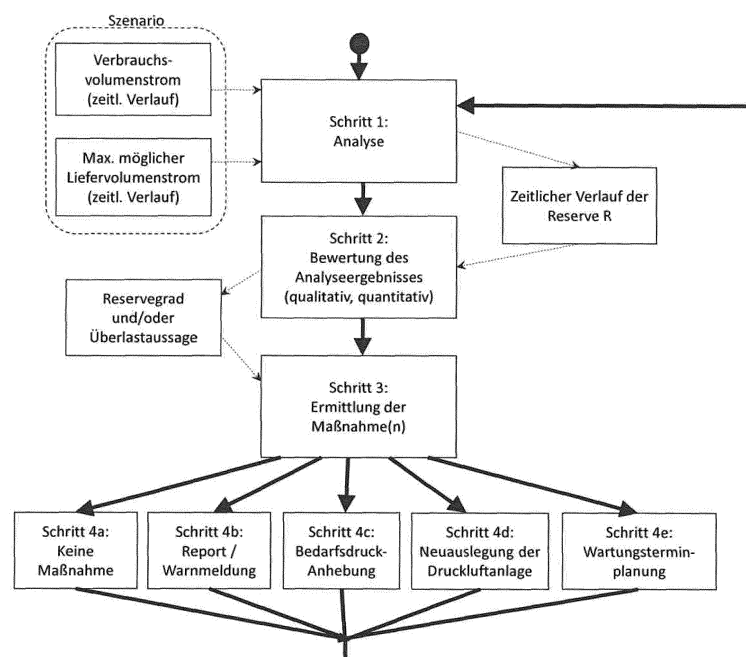 Szenario
Verbrauchs-
volumenstrom
(zeitl. Verlauf)
Max. möglicher
Liefervolumenstrom
(zeitl. Verlauf)
Schritt 1:
Analyse
Zeitlicher Verlauf der
Reserve R
Schritt 2:
Bewertung des
Analyseergebnisses
(qualitativ, quantitativ)
Reservegrad
und/oder
Überlastaussage
Schritt 3:
Ermittlung der
Maßnahme(n)
Schritt 4a:
Keine
Maßnahme
Schritt 4b:
Report /
Warnmeldung
Schritt 4c:
Bedarfsdruck-
Anhebung
Schritt 4d:
Neuauslegung der
Druckluftanlage
Schritt 4e:
Wartungstermin-
planung